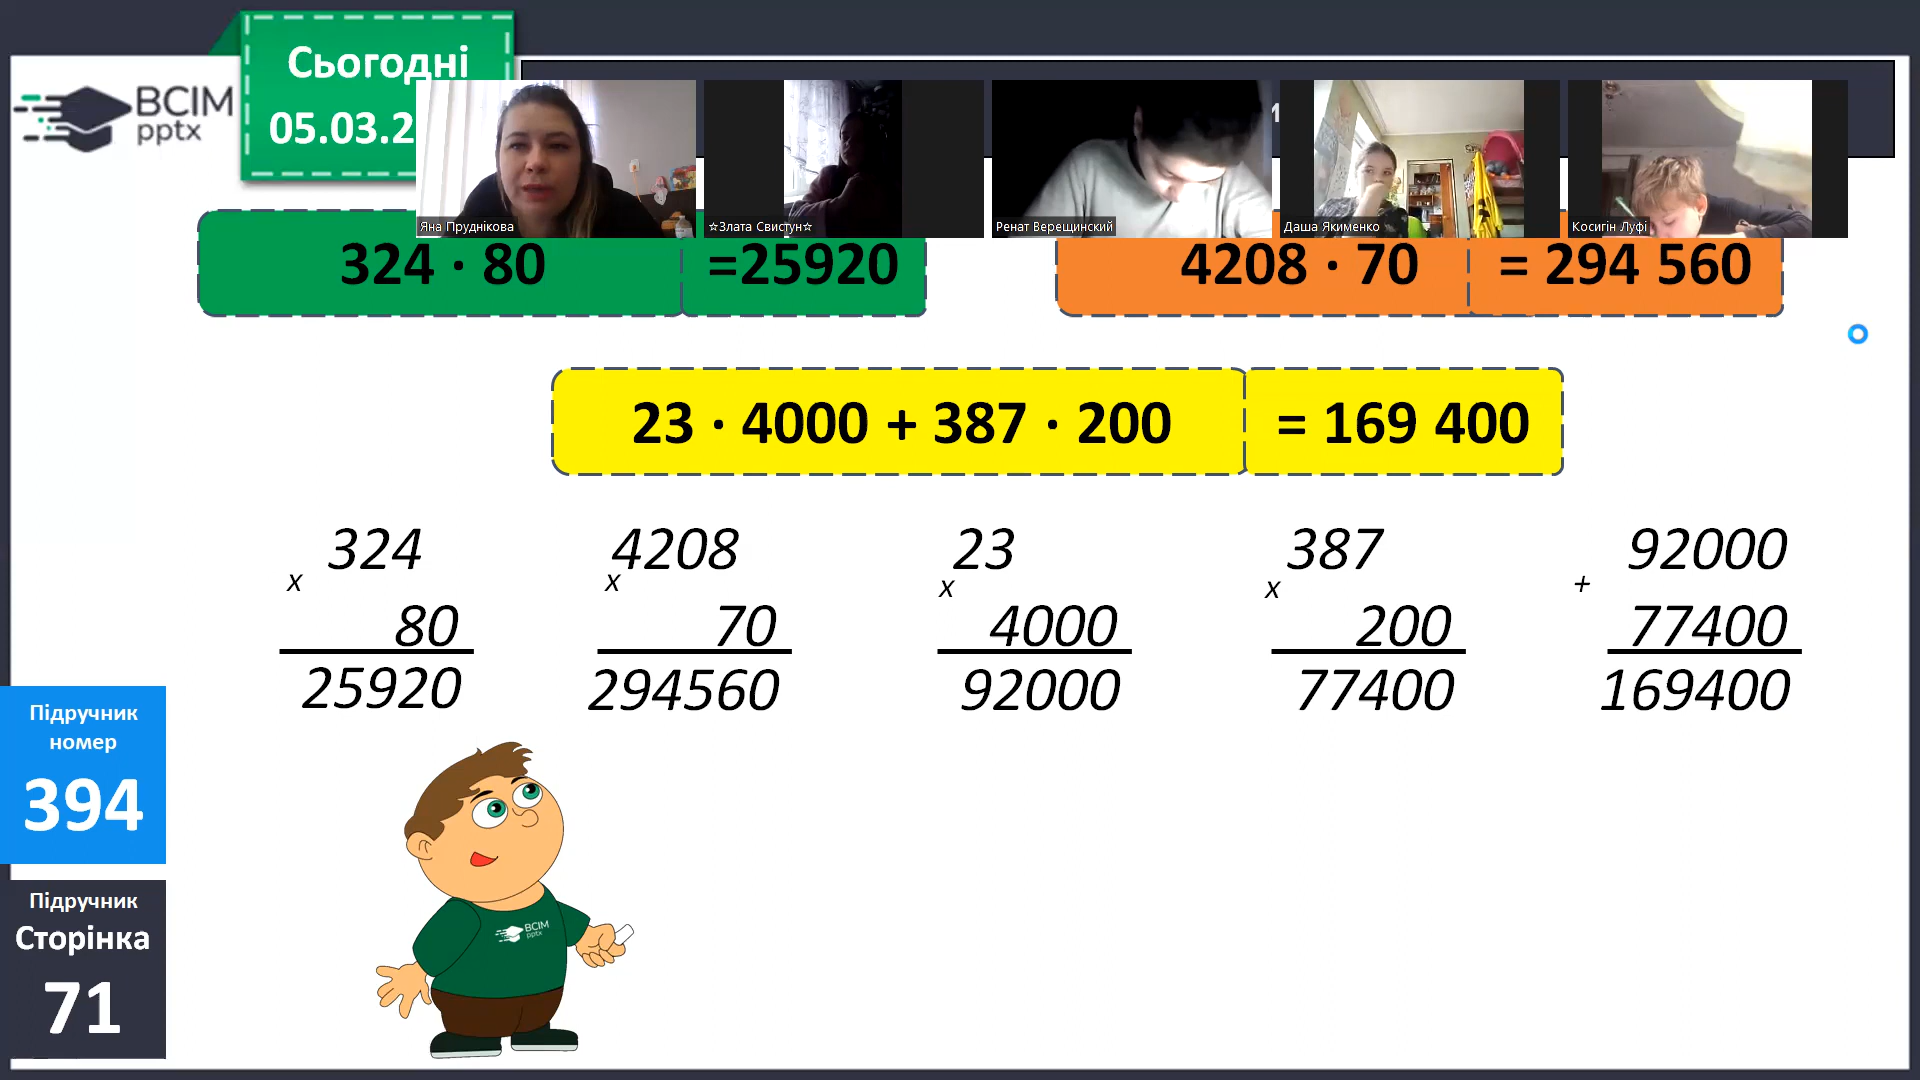 Сьогодні
05.03.2
ВСІМ
pptx
Яна Пруднікова
☆Злата Свистун☆
Ренат Верещинский
Даша Якименко
Косигін Луфі
324 · 80 =25920
4208 · 70 = 294 560
23 · 4000 + 387 · 200 = 169 400
x 324
80
25920
x 4208
70
294560
x 23
4000
92000
x 387
200
77400
+ 92000
77400
169400
Підручник
номер
394
Підручник
Сторінка
71
ВСІМ
pptx